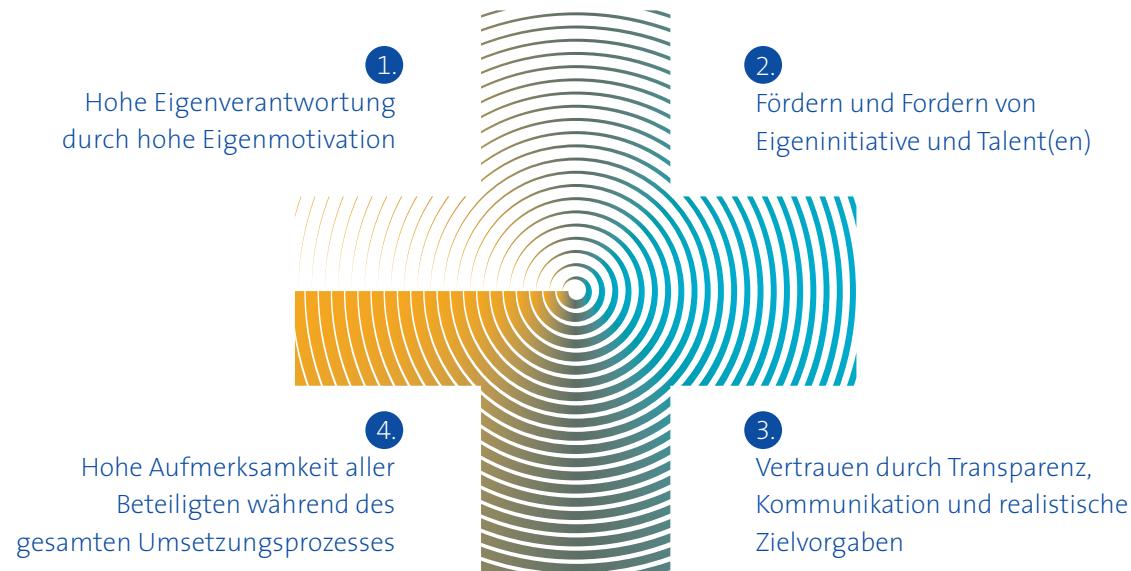 1.
Hohe Eigenverantwortung
durch hohe Eigenmotivation
2.
Fördern und Fordern von
Eigeninitiative und Talent(en)
3.
Vertrauen durch Transparenz,
Kommunikation und realistische
Zielvorgaben
4.
Hohe Aufmerksamkeit aller
Beteiligten während des
gesamten Umsetzungsprozesses